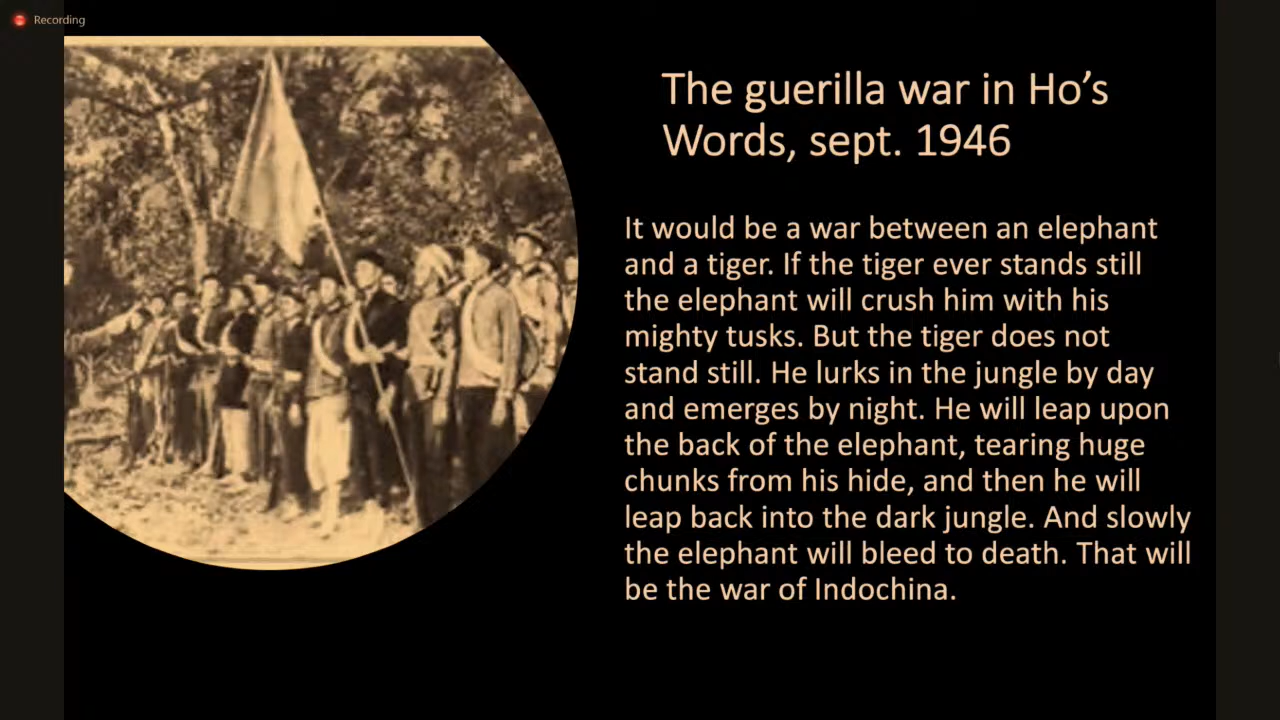 Recording
The guerilla war in Ho’s
Words, sept. 1946
It would be a war between an elephant
and a tiger. If the tiger ever stands still
the elephant will crush him with his
mighty tusks. But the tiger does not
stand still. He lurks in the jungle by day
and emerges by night. He will leap upon
the back of the elephant, tearing huge
chunks from his hide, and then he will
leap back into the dark jungle. And slowly
the elephant will bleed to death. That will
be the war of Indochina.